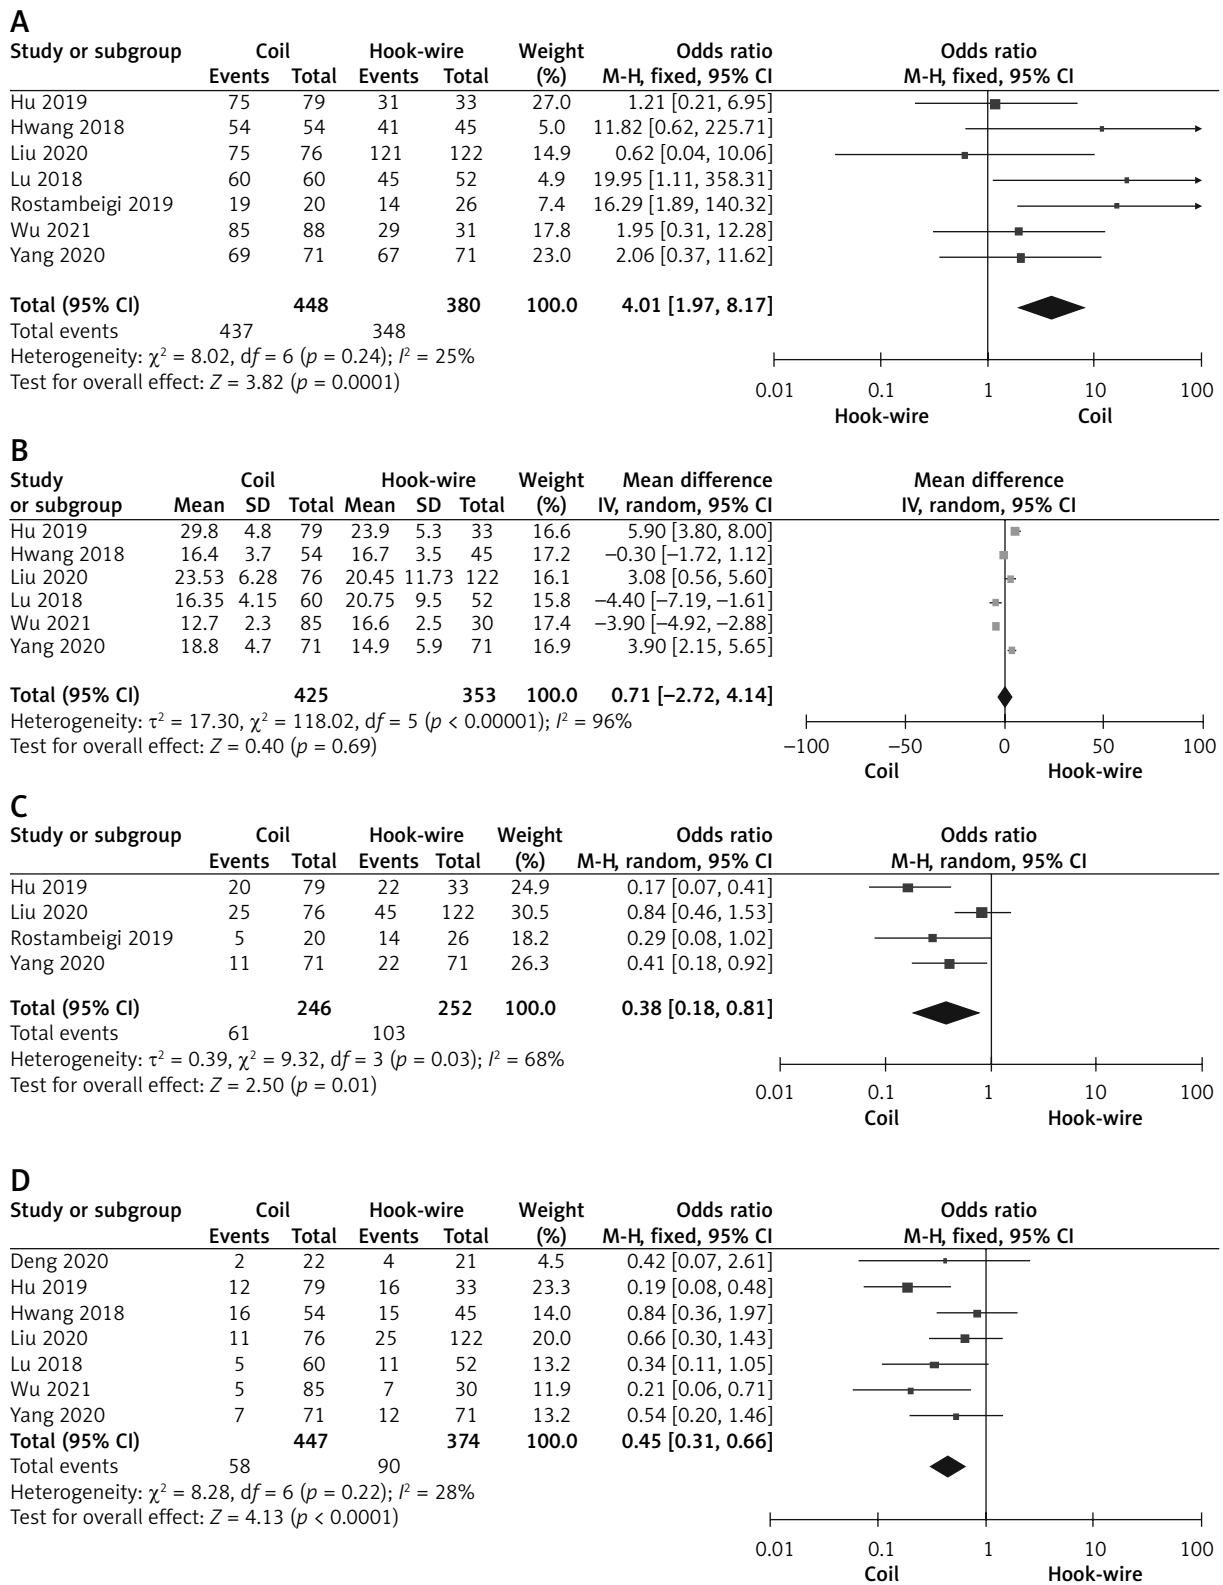 A
Study or subgroup Coil Hook-wire Weight Odds ratio Odds ratio
Events Total Events Total (%) M-H, fixed, 95% CI M-H, fixed, 95% CI
Hu 2019 75 79 31 33 27.0 1.21 [0.21, 6.95]
Hwang 2018 54 54 41 45 5.0 11.82 [0.62, 225.71]
Liu 2020 75 76 121 122 14.9 0.62 [0.04, 10.06]
Lu 2018 60 60 45 52 4.9 19.95 [1.11, 358.31]
Rostambeigi 2019 19 20 14 26 7.4 16.29 [1.89, 140.32]
Wu 2021 85 88 29 31 17.8 1.95 [0.31, 12.28]
Yang 2020 69 71 67 71 23.0 2.06 [0.37, 11.62]
Total (95% CI) 448 380 100.0 4.01 [1.97, 8.17]
Total events 437 348
Heterogeneity: χ² = 8.02, df = 6 (p = 0.24); I² = 25%
Test for overall effect: Z = 3.82 (p = 0.0001)
0.01 0.1 1 10 100
Hook-wire Coil
B
Study Coil Hook-wire Weight Mean difference Mean difference
or subgroup Mean SD Total Mean SD Total (%) IV, random, 95% CI IV, random, 95% CI
Hu 2019 29.8 4.8 79 23.9 5.3 33 16.6 5.90 [3.80, 8.00]
Hwang 2018 16.4 3.7 54 16.7 3.5 45 17.2 −0.30 [−1.72, 1.12]
Liu 2020 23.53 6.28 76 20.45 11.73 122 16.1 3.08 [0.56, 5.60]
Lu 2018 16.35 4.15 60 20.75 9.5 52 15.8 −4.40 [−7.19, −1.61]
Wu 2021 12.7 2.3 85 16.6 2.5 30 17.4 −3.90 [−4.92, −2.88]
Yang 2020 18.8 4.7 71 14.9 5.9 71 16.9 3.90 [2.15, 5.65]
Total (95% CI) 425 353 100.0 0.71 [−2.72, 4.14]
Heterogeneity: τ² = 17.30, χ² = 118.02, df = 5 (p < 0.00001); I² = 96%
Test for overall effect: Z = 0.40 (p = 0.69)
−100 −50 0 50 100
Coil Hook-wire
C
Study or subgroup Coil Hook-wire Weight Odds ratio Odds ratio
Events Total Events Total (%) M-H, random, 95% CI M-H, random, 95% CI
Hu 2019 20 79 22 33 24.9 0.17 [0.07, 0.41]
Liu 2020 25 76 45 122 30.5 0.84 [0.46, 1.53]
Rostambeigi 2019 5 20 14 26 18.2 0.29 [0.08, 1.02]
Yang 2020 11 71 22 71 26.3 0.41 [0.18, 0.92]
Total (95% CI) 246 252 100.0 0.38 [0.18, 0.81]
Total events 61 103
Heterogeneity: τ² = 0.39, χ² = 9.32, df = 3 (p = 0.03); I² = 68%
Test for overall effect: Z = 2.50 (p = 0.01)
0.01 0.1 1 10 100
Coil Hook-wire
D
Study or subgroup Coil Hook-wire Weight Odds ratio Odds ratio
Events Total Events Total (%) M-H, fixed, 95% CI M-H, fixed, 95% CI
Deng 2020 2 22 4 21 4.5 0.42 [0.07, 2.61]
Hu 2019 12 79 16 33 23.3 0.19 [0.08, 0.48]
Hwang 2018 16 54 15 45 14.0 0.84 [0.36, 1.97]
Liu 2020 11 76 25 122 20.0 0.66 [0.30, 1.43]
Lu 2018 5 60 11 52 13.2 0.34 [0.11, 1.05]
Wu 2021 5 85 7 30 11.9 0.21 [0.06, 0.71]
Yang 2020 7 71 12 71 13.2 0.54 [0.20, 1.46]
Total (95% CI) 447 374 100.0 0.45 [0.31, 0.66]
Total events 58 90
Heterogeneity: χ² = 8.28, df = 6 (p = 0.22); I² = 28%
Test for overall effect: Z = 4.13 (p < 0.0001)
0.01 0.1 1 10 100
Coil Hook-wire